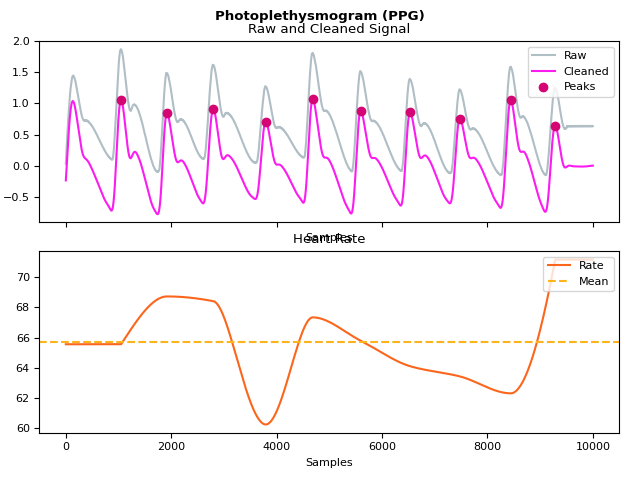 Photoplethysmogram (PPG)
Raw and Cleaned Signal
2.0
1.5
1.0
0.5
0.0
−0.5
Raw
Cleaned
Peaks
Samples
Heart Rate
70
68
66
64
62
60
Rate
Mean
0 2000 4000 6000 8000 10000
Samples